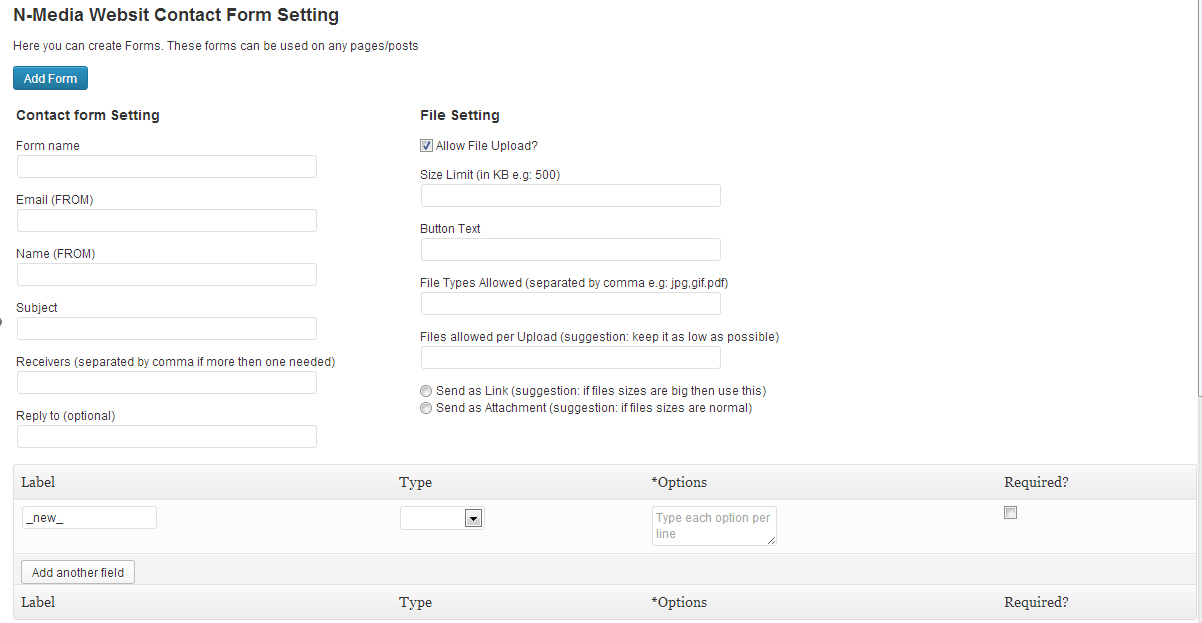 N-Media Websit Contact Form Setting
Here you can create Forms. These forms can be used on any pages/posts
Add Form
Contact form Setting
Form name
Email (FROM)
Name (FROM)
Subject
Receivers (separated by comma if more then one needed)
Reply to (optional)
File Setting
Allow File Upload?
Size Limit (in KB e.g: 500)
Button Text
File Types Allowed (separated by comma e.g: jpg,gif.pdf)
Files allowed per Upload (suggestion: keep it as low as possible)
Send as Link (suggestion: if files sizes are big then use this)
Send as Attachment (suggestion: if files sizes are normal)
Label Type *Options Required?
_new_
Type each option per
line
Add another field
Label Type *Options Required?